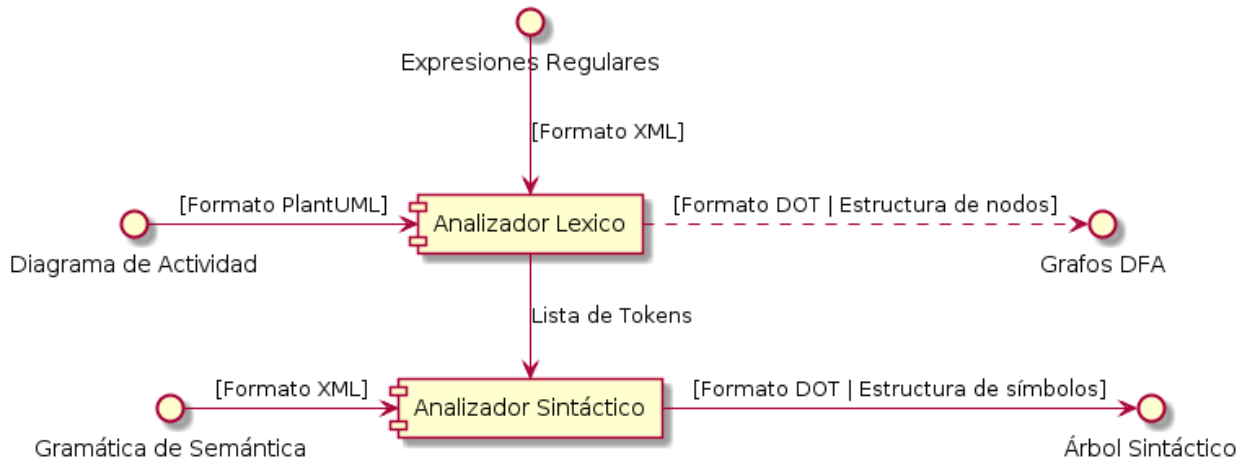 Expresiones Regulares
[Formato XML]
[Formato PlantUML]
Analizador Lexico
[Formato DOT | Estructura de nodos]
Diagrama de Actividad
Grafos DFA
Lista de Tokens
[Formato XML]
Analizador Sintáctico
[Formato DOT | Estructura de símbolos]
Gramática de Semántica
Árbol Sintáctico